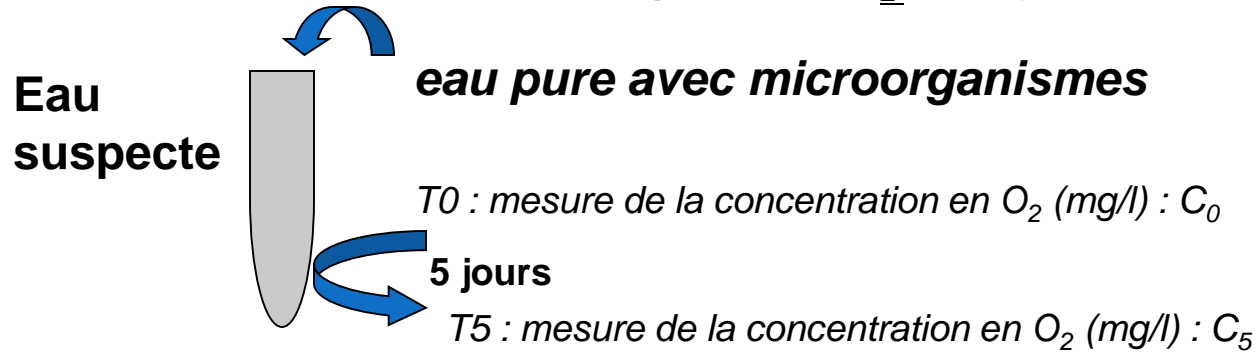 eau pure avec microorganismes
Eau
suspecte
T0 : mesure de la concentration en O₂ (mg/l) : C₀
5 jours
T5 : mesure de la concentration en O₂ (mg/l) : C₅